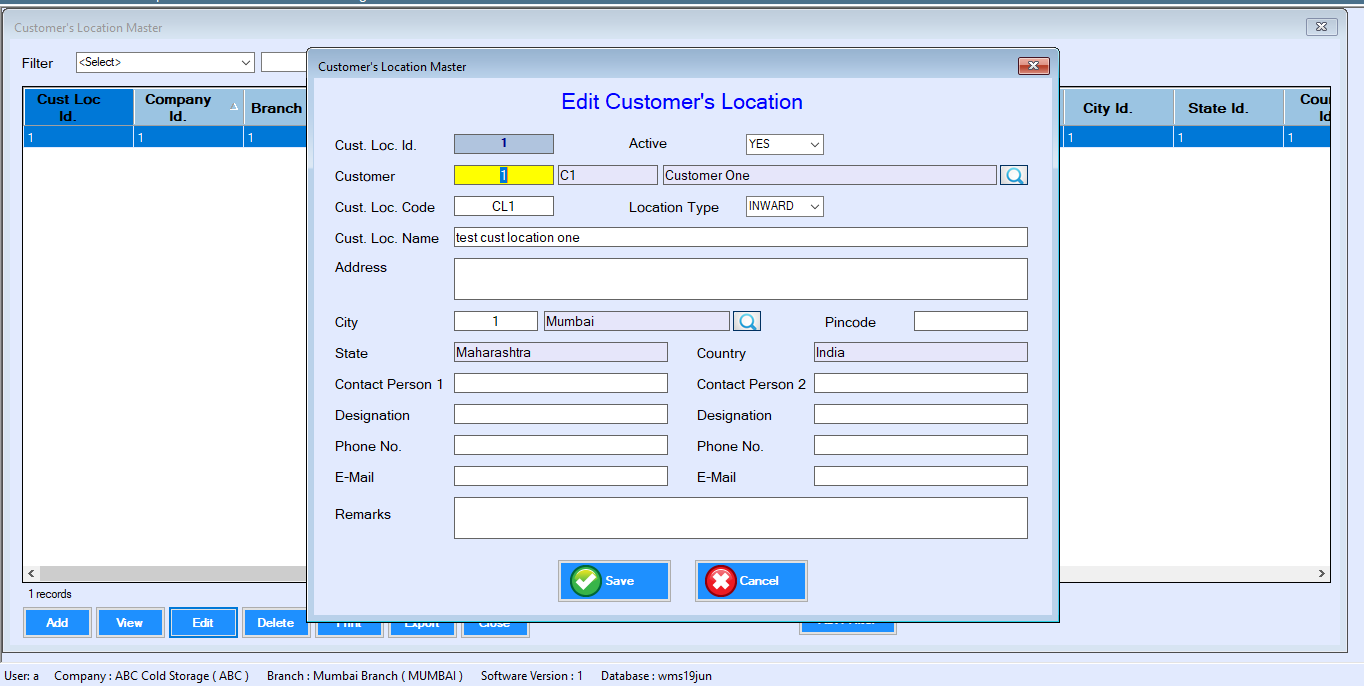 Customer's Location Master
Filter <Select>
Cust Loc Id. Company Id. Branch City Id. State Id.
1 1 1 1 1 1
Customer's Location Master
Edit Customer's Location
Cust. Loc. Id. 1 Active YES
Customer 1 C1 Customer One
Cust. Loc. Code CL1 Location Type INWARD
Cust. Loc. Name test cust location one
Address
City 1 Mumbai Pincode
State Maharashtra Country India
Contact Person 1 Contact Person 2
Designation Designation
Phone No. Phone No.
E-Mail E-Mail
Remarks
Save Cancel
1 records
Add View Edit Delete Print Export Close
User: a Company : ABC Cold Storage ( ABC ) Branch : Mumbai Branch ( MUMBAI ) Software Version : 1 Database : wms19jun